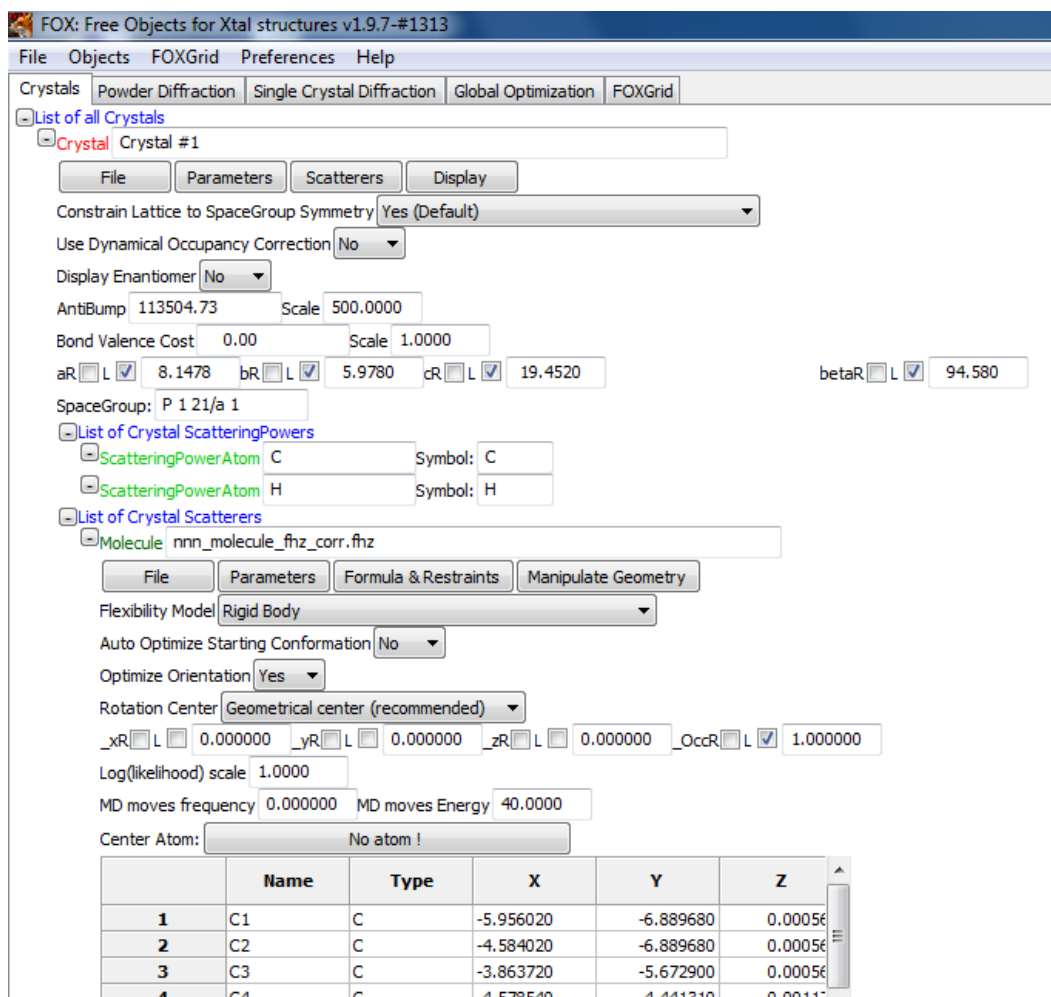 FOX: Free Objects for Xtal structures v1.9.7-#1313
File Objects FOXGrid Preferences Help
Crystals Powder Diffraction Single Crystal Diffraction Global Optimization FOXGrid
List of all Crystals
Crystal Crystal #1
File Parameters Scatterers Display
Constrain Lattice to SpaceGroup Symmetry Yes (Default)
Use Dynamical Occupancy Correction No
Display Enantiomer No
AntiBump 113504.73 Scale 500.0000
Bond Valence Cost 0.00 Scale 1.0000
aR L 8.1478 bR L 5.9780 cR L 19.4520 betaR L 94.580
SpaceGroup: P 1 21/a 1
List of Crystal ScatteringPowers
ScatteringPowerAtom C Symbol: C
ScatteringPowerAtom H Symbol: H
List of Crystal Scatterers
Molecule nnn_molecule_fhz_corr.fhz
File Parameters Formula & Restraints Manipulate Geometry
Flexibility Model Rigid Body
Auto Optimize Starting Conformation No
Optimize Orientation Yes
Rotation Center Geometrical center (recommended)
_xR L 0.000000 _yR L 0.000000 _zR L 0.000000 _OccR L 1.000000
Log(likelihood) scale 1.0000
MD moves frequency 0.000000 MD moves Energy 40.0000
Center Atom: No atom !
Name Type X Y Z
1 C1 C -5.956020 -6.889680 0.00056
2 C2 C -4.584020 -6.889680 0.00056
3 C3 C -3.863720 -5.672900 0.00056